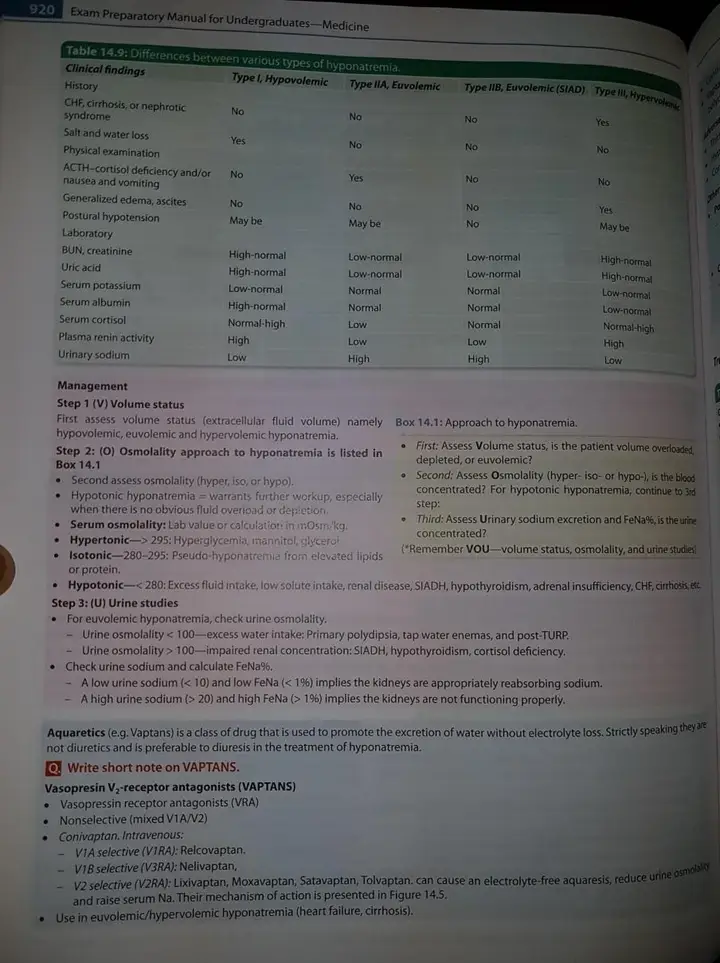 920 Exam Preparatory Manual for Undergraduates—Medicine
Table 14.9: Differences between various types of hyponatremia.
Clinical findings Type I, Hypovolemic Type IIA, Euvolemic Type IIB, Euvolemic (SIAD) Type III, Hypervolemic
History
CHF, cirrhosis, or nephrotic syndrome No No No Yes
Salt and water loss Yes No No No
Physical examination
ACTH–cortisol deficiency and/or nausea and vomiting No Yes No No
Generalized edema, ascites No No No Yes
Postural hypotension May be May be No May be
Laboratory
BUN, creatinine High-normal Low-normal Low-normal High-normal
Uric acid High-normal Low-normal Low-normal High-normal
Serum potassium Low-normal Normal Normal Low-normal
Serum albumin High-normal Normal Normal Low-normal
Serum cortisol Normal-high Low Normal Normal-high
Plasma renin activity High Low Low High
Urinary sodium Low High High Low
Management
Step 1 (V) Volume status
First assess volume status (extracellular fluid volume) namely
hypovolemic, euvolemic and hypervolemic hyponatremia.
Step 2: (O) Osmolality approach to hyponatremia is listed in
Box 14.1
• Second assess osmolality (hyper, iso, or hypo).
• Hypotonic hyponatremia = warrants further workup, especially
when there is no obvious fluid overload or depletion.
• Serum osmolality: Lab value or calculation in mOsm/kg.
• Hypertonic—> 295: Hyperglycemia, mannitol, glycerol
• Isotonic—280–295: Pseudo-hyponatremia from elevated lipids
or protein.
• Hypotonic—< 280: Excess fluid intake, low solute intake, renal disease, SIADH, hypothyroidism, adrenal insufficiency, CHF, cirrhosis, etc.
Box 14.1: Approach to hyponatremia.
• First: Assess Volume status, is the patient volume overloaded,
depleted, or euvolemic?
• Second: Assess Osmolality (hyper- iso- or hypo-), is the blood
concentrated? For hypotonic hyponatremia, continue to 3rd
step:
• Third: Assess Urinary sodium excretion and FeNa%, is the urine
concentrated?
(*Remember VOU—volume status, osmolality, and urine studies)
Step 3: (U) Urine studies
• For euvolemic hyponatremia, check urine osmolality.
– Urine osmolality < 100—excess water intake: Primary polydipsia, tap water enemas, and post-TURP.
– Urine osmolality > 100—impaired renal concentration: SIADH, hypothyroidism, cortisol deficiency.
• Check urine sodium and calculate FeNa%.
– A low urine sodium (< 10) and low FeNa (< 1%) implies the kidneys are appropriately reabsorbing sodium.
– A high urine sodium (> 20) and high FeNa (> 1%) implies the kidneys are not functioning properly.
Aquaretics (e.g. Vaptans) is a class of drug that is used to promote the excretion of water without electrolyte loss. Strictly speaking they are
not diuretics and is preferable to diuresis in the treatment of hyponatremia.
Q. Write short note on VAPTANS.
Vasopresin V₂-receptor antagonists (VAPTANS)
• Vasopressin receptor antagonists (VRA)
• Nonselective (mixed V1A/V2)
• Conivaptan. Intravenous:
– V1A selective (V1RA): Relcovaptan.
– V1B selective (V3RA): Nelivaptan,
– V2 selective (V2RA): Lixivaptan, Moxavaptan, Satavaptan, Tolvaptan. can cause an electrolyte-free aquaresis, reduce urine osmolality
and raise serum Na. Their mechanism of action is presented in Figure 14.5.
• Use in euvolemic/hypervolemic hyponatremia (heart failure, cirrhosis).